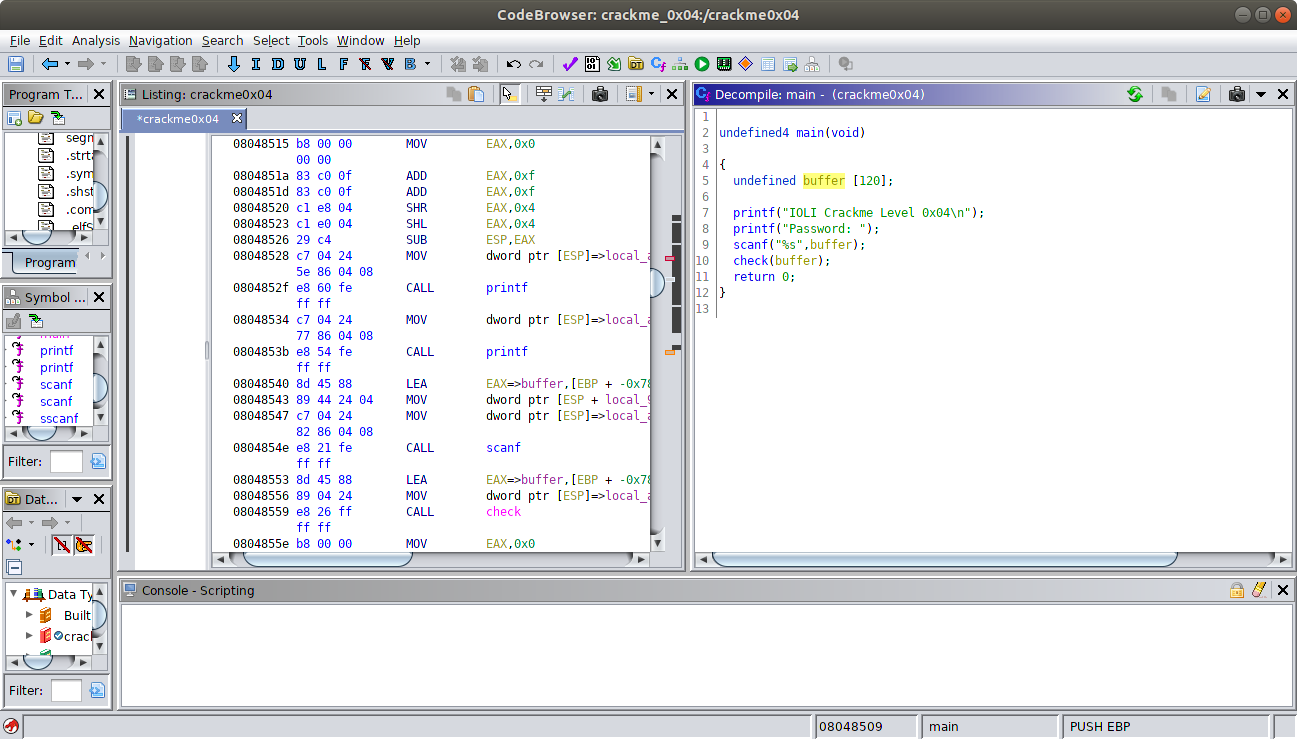 CodeBrowser: crackme_0x04:/crackme0x04
File Edit Analysis Navigation Search Select Tools Window Help
I D U L F B
Program T...
segm
.strta
.sym
.shst
.com
_elfS
Program
Symbol ...
main
printf
printf
scanf
scanf
sscanf
Filter:
Dat...
Data Ty
Built
crac
Filter:
Listing: crackme0x04
*crackme0x04
08048515 b8 00 00 MOV EAX,0x0
00 00
0804851a 83 c0 0f ADD EAX,0xf
0804851d 83 c0 0f ADD EAX,0xf
08048520 c1 e8 04 SHR EAX,0x4
08048523 c1 e0 04 SHL EAX,0x4
08048526 29 c4 SUB ESP,EAX
08048528 c7 04 24 MOV dword ptr [ESP]=>local_a
5e 86 04 08
0804852f e8 60 fe CALL printf
ff ff
08048534 c7 04 24 MOV dword ptr [ESP]=>local_a
77 86 04 08
0804853b e8 54 fe CALL printf
ff ff
08048540 8d 45 88 LEA EAX=>buffer,[EBP + -0x78
08048543 89 44 24 04 MOV dword ptr [ESP + local_9
08048547 c7 04 24 MOV dword ptr [ESP]=>local_a
82 86 04 08
0804854e e8 21 fe CALL scanf
ff ff
08048553 8d 45 88 LEA EAX=>buffer,[EBP + -0x78
08048556 89 04 24 MOV dword ptr [ESP]=>local_a
08048559 e8 26 ff CALL check
ff ff
0804855e b8 00 00 MOV EAX,0x0
Decompile: main - (crackme0x04)
1
2 undefined4 main(void)
3
4 {
5 undefined buffer [120];
6
7 printf("IOLI Crackme Level 0x04\n");
8 printf("Password: ");
9 scanf("%s",buffer);
10 check(buffer);
11 return 0;
12 }
13
Console - Scripting
08048509 main PUSH EBP